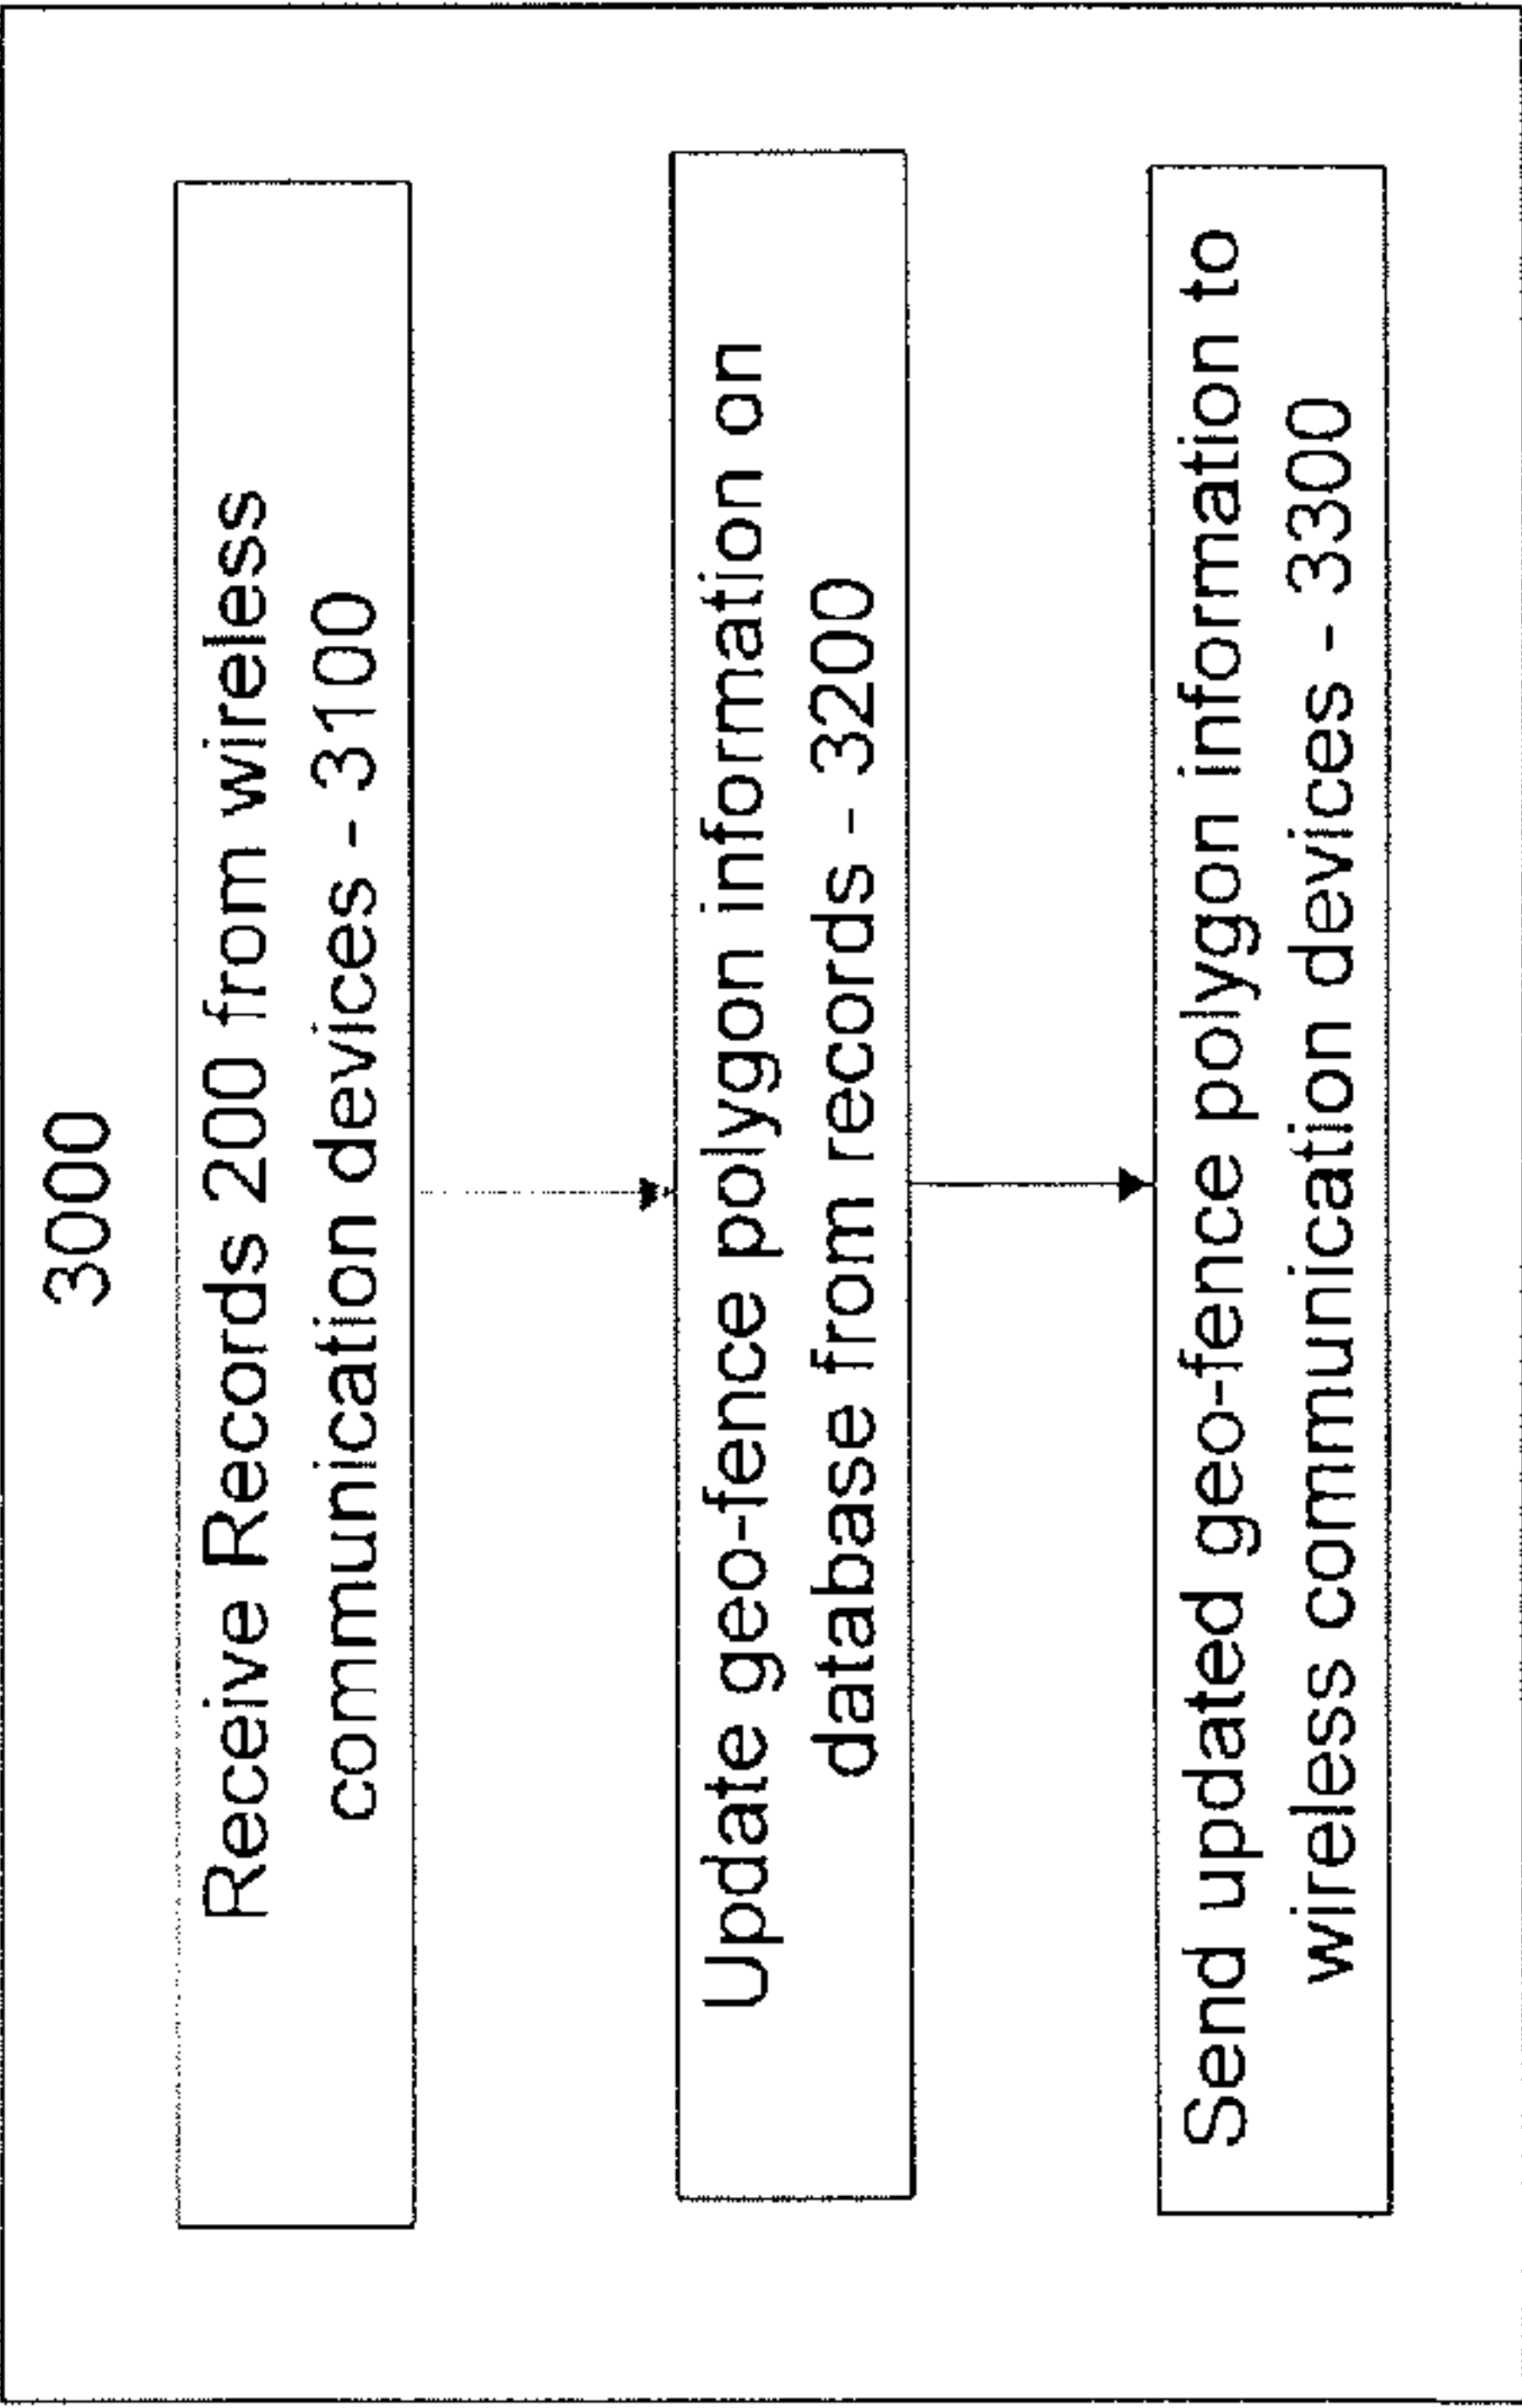 3000
Receive Records 200 from wireless
communication devices - 3100
Update geo-fence polygon information on
database from records - 3200
Send updated geo-fence polygon information to
wireless communication devices - 3300